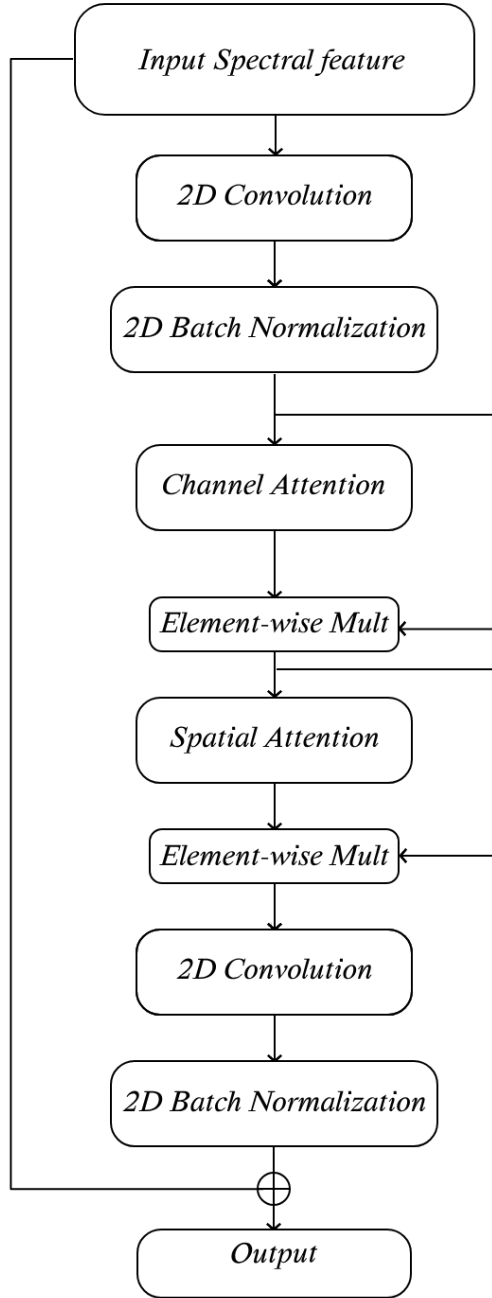 Input Spectral feature
2D Convolution
2D Batch Normalization
Channel Attention
Element-wise Mult
Spatial Attention
Element-wise Mult
2D Convolution
2D Batch Normalization
Output